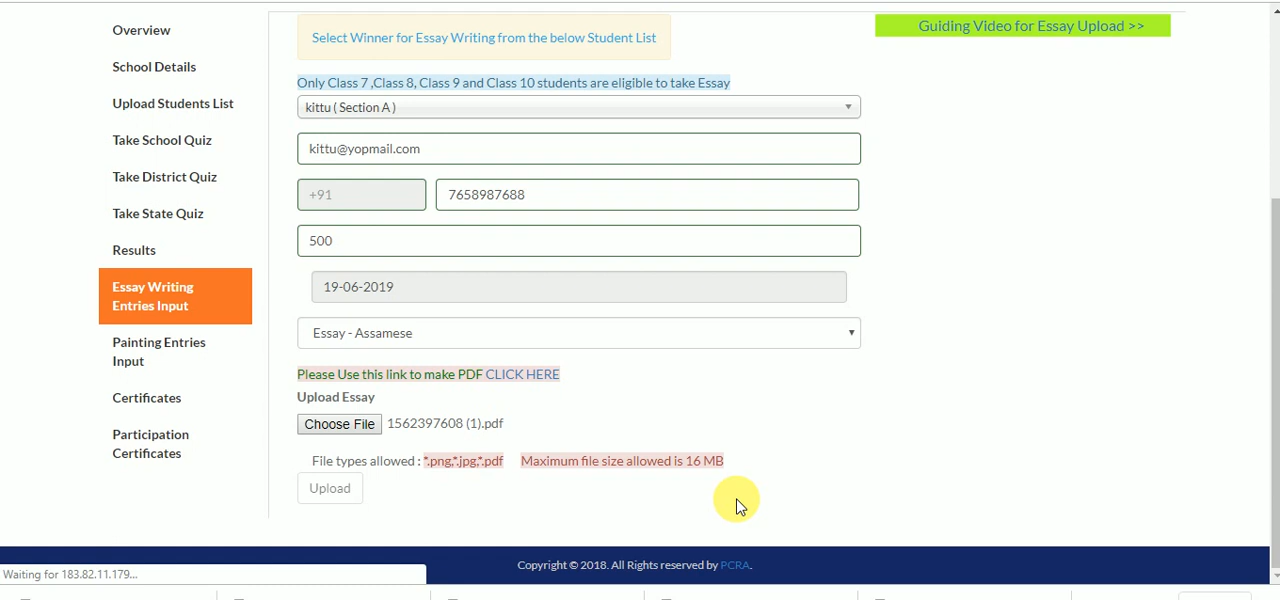 Overview
School Details
Upload Students List
Take School Quiz
Take District Quiz
Take State Quiz
Results
Essay Writing
Entries Input
Painting Entries
Input
Certificates
Participation
Certificates
Select Winner for Essay Writing from the below Student List
Only Class 7 ,Class 8, Class 9 and Class 10 students are eligible to take Essay
kittu ( Section A )
kittu@yopmail.com
+91 7658987688
500
19-06-2019
Essay - Assamese
Please Use this link to make PDF CLICK HERE
Upload Essay
Choose File 1562397608 (1).pdf
File types allowed : *.png,*.jpg,*.pdf Maximum file size allowed is 16 MB
Upload
Guiding Video for Essay Upload >>
Copyright © 2018. All Rights reserved by PCRA.
Waiting for 183.82.11.179...